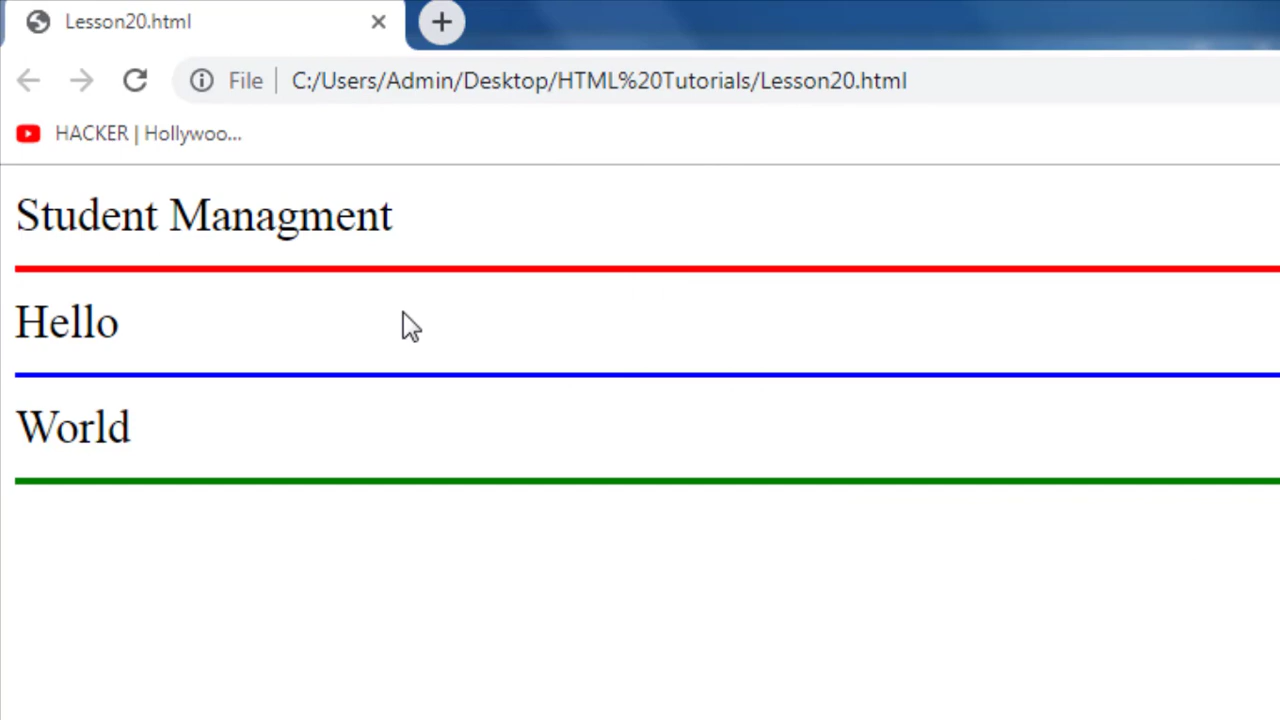 Lesson20.html
File C:/Users/Admin/Desktop/HTML%20Tutorials/Lesson20.html
HACKER | Hollywoo...
Student Managment
Hello
World